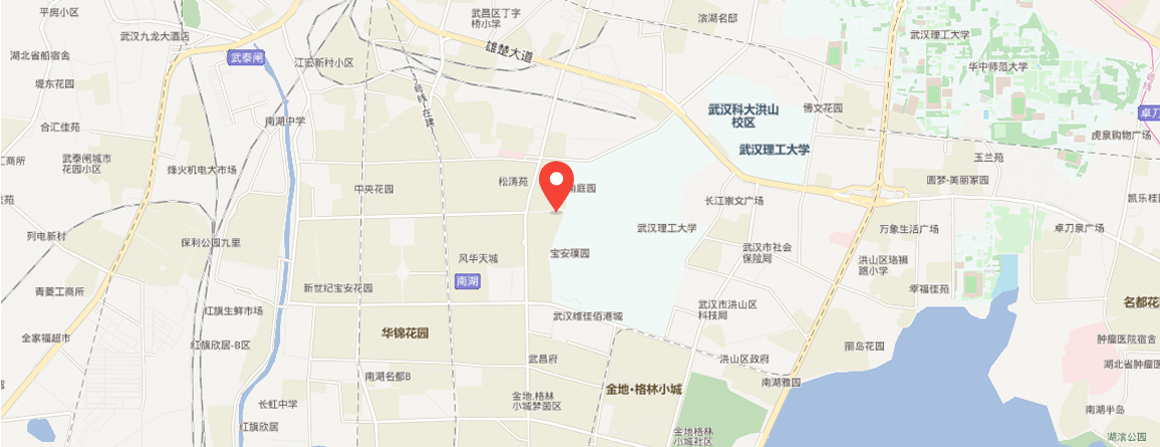 平房小区
武昌区丁字
桥小学
滨湖名邸
武汉九龙大酒店
武汉理工大学
雄楚大道
湖北省船宿舍
武泰闸
江宏新村小区
华中师范大学
堤东花园
号线(在建
武汉科大洪山
校区
博文花园
卓刀
南湖中学
合汇佳苑
虎泉购物广场
武汉理工大学
工商所
武泰闸城市
花园小区
玉兰苑
烽火机电大市场
松涛苑
圆梦·美丽家园
中央花园
庭园
长江崇文广场
凯乐桂园
武汉理工大学
万象生活广场
卓刀泉广场
列电新村
保利公园九里
宝安璞园
武汉市社会
保险局
风华天城
洪山区珞狮
路小学
南湖
新世纪宝安花园
幸福佳苑
青菱工商所
武汉市洪山区
科技局
名都花
红旗生鲜市场
武汉维佳佰港城
华锦花园
全家福超市
肿瘤医院宿舍
红旗欣居-B区
丽岛花园
武昌府
洪山区政府
湖北省肿瘤
南湖名都B
南湖雅园
金地·格林小城
金地.格林
小城梦茵区
长虹中学
南湖半岛
红旗欣居
金地格林
小城社区
湖滨公园